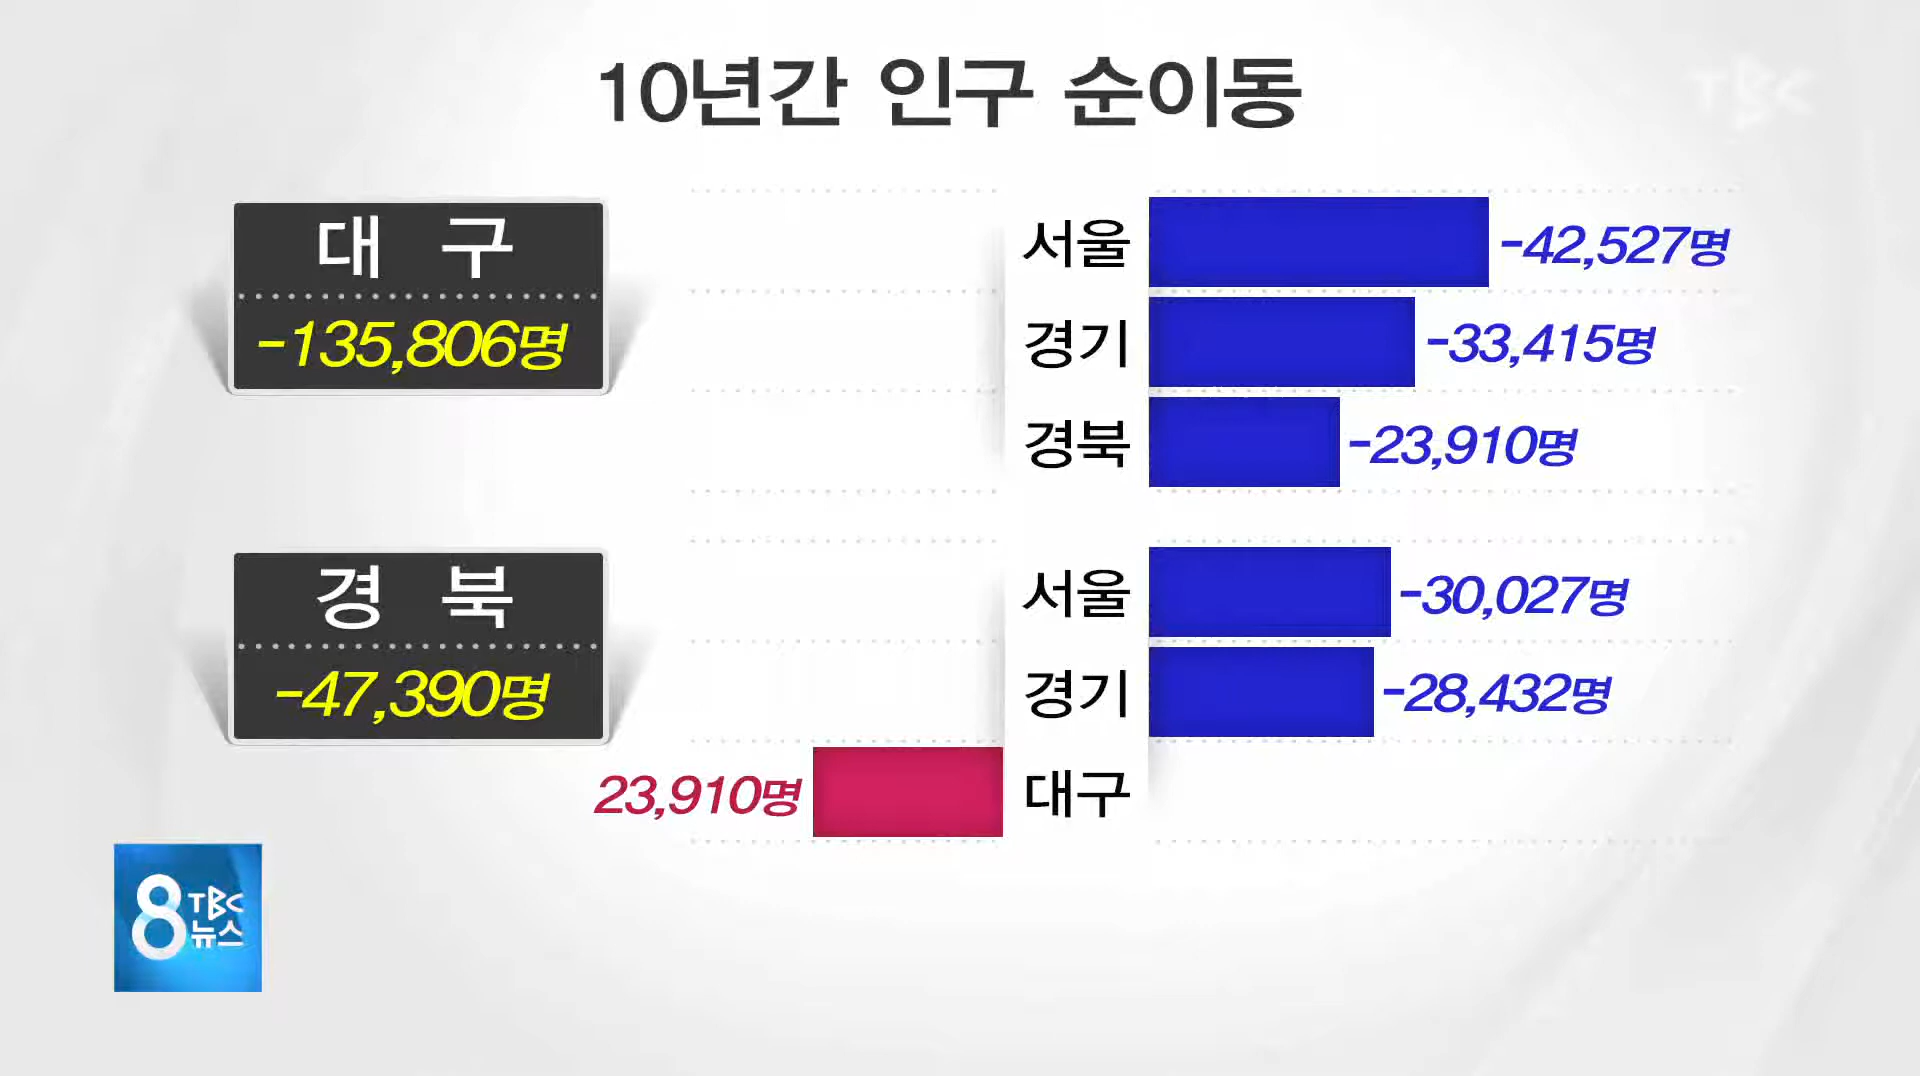 10년간 인구 순이동
TBC
대 구
-135,806명
서울 -42,527명
경기 -33,415명
경북 -23,910명
경 북
-47,390명
서울 -30,027명
경기 -28,432명
23,910명 대구
8 TBC
뉴스